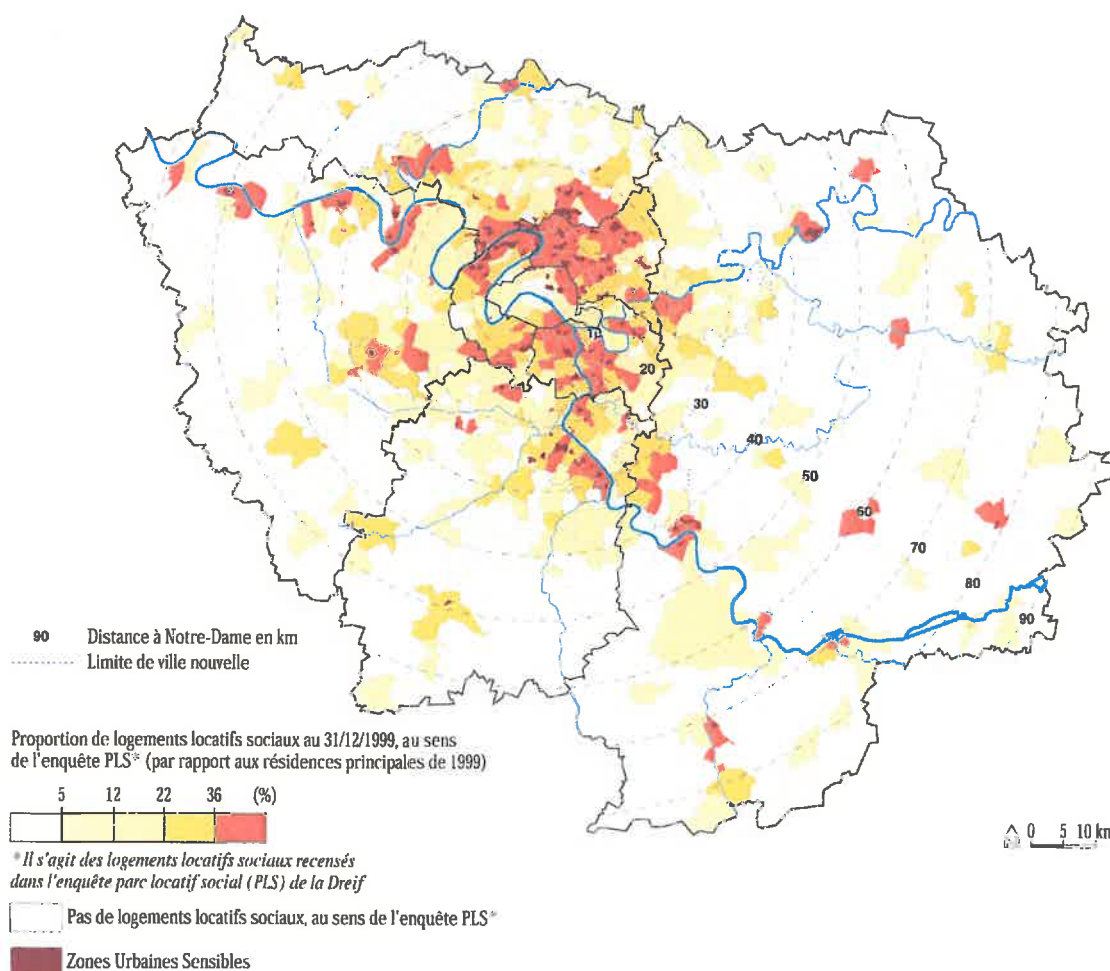 10
20
30
40
50
60
70
80
90
90 Distance à Notre-Dame en km
Limite de ville nouvelle
Proportion de logements locatifs sociaux au 31/12/1999, au sens
de l'enquête PLS* (par rapport aux résidences principales de 1999)
5 12 22 36 (%)
* Il s'agit des logements locatifs sociaux recensés
dans l'enquête parc locatif social (PLS) de la Dreif
0 5 10 km
Pas de logements locatifs sociaux, au sens de l'enquête PLS*
Zones Urbaines Sensibles